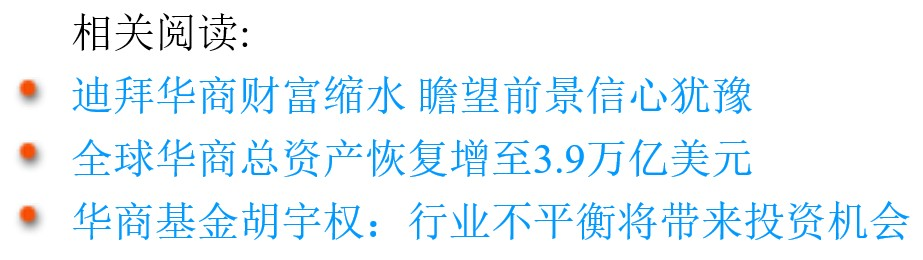 相关阅读:
迪拜华商财富缩水 瞻望前景信心犹豫
全球华商总资产恢复增至3.9万亿美元
华商基金胡宇权：行业不平衡将带来投资机会